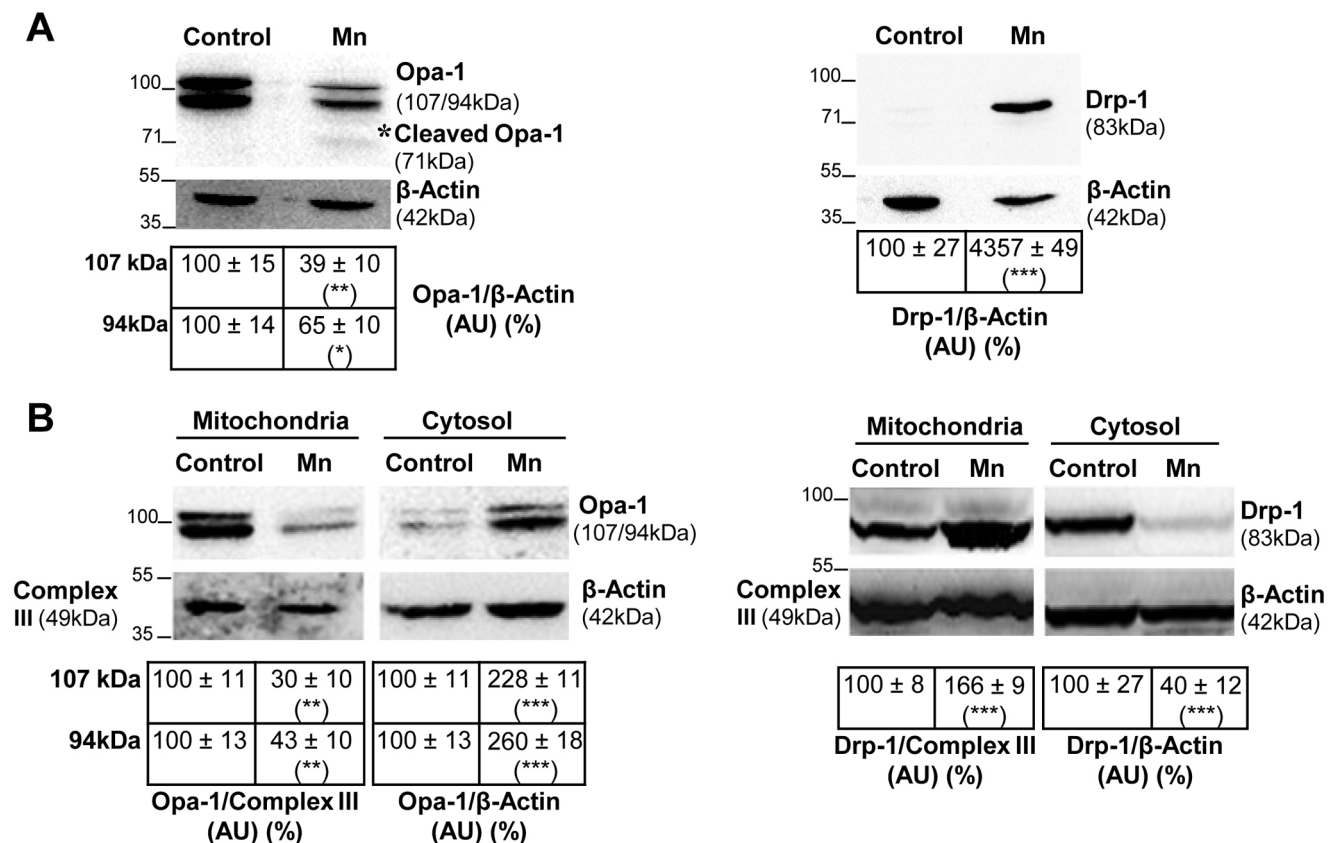 A
Control Mn
100
71
55
35
Opa-1
(107/94kDa)
*Cleaved Opa-1
(71kDa)
β-Actin
(42kDa)
107 kDa 100 ± 15 39 ± 10
(**)
94kDa 100 ± 14 65 ± 10
(*)
Opa-1/β-Actin
(AU) (%)
Control Mn
100
71
55
35
Drp-1
(83kDa)
β-Actin
(42kDa)
100 ± 27 4357 ± 49
(***)
Drp-1/β-Actin
(AU) (%)
B
Mitochondria Cytosol
Control Mn Control Mn
100
Opa-1
(107/94kDa)
55
Complex
III (49kDa)
35
β-Actin
(42kDa)
107 kDa 100 ± 11 30 ± 10 100 ± 11 228 ± 11
(**) (***)
94kDa 100 ± 13 43 ± 10 100 ± 13 260 ± 18
(**) (***)
Opa-1/Complex III Opa-1/β-Actin
(AU) (%) (AU) (%)
Mitochondria Cytosol
Control Mn Control Mn
100
Drp-1
(83kDa)
55
Complex
III (49kDa)
35
β-Actin
(42kDa)
100 ± 8 166 ± 9 100 ± 27 40 ± 12
(***) (***)
Drp-1/Complex III Drp-1/β-Actin
(AU) (%) (AU) (%)